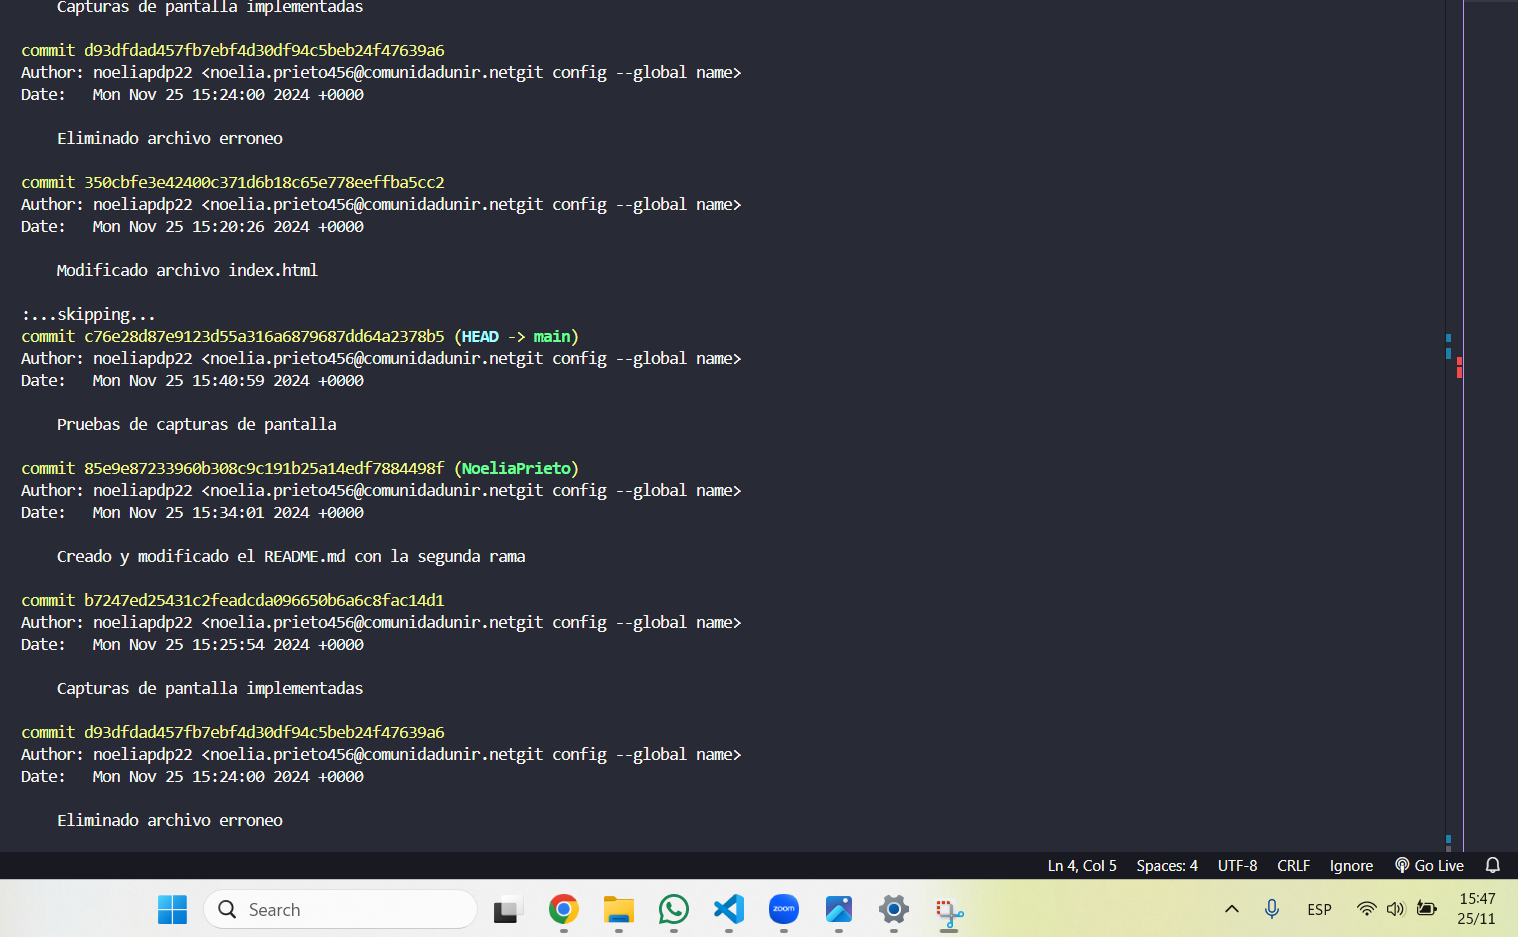 Capturas de pantalla implementadas
commit d93dfdad457fb7ebf4d30df94c5beb24f47639a6
Author: noeliapdp22 <noelia.prieto456@comunidadunir.netgit config --global name>
Date:   Mon Nov 25 15:24:00 2024 +0000
Eliminado archivo erroneo
commit 350cbfe3e42400c371d6b18c65e778eeffba5cc2
Author: noeliapdp22 <noelia.prieto456@comunidadunir.netgit config --global name>
Date:   Mon Nov 25 15:20:26 2024 +0000
Modificado archivo index.html
:...skipping...
commit c76e28d87e9123d55a316a6879687dd64a2378b5 (HEAD -> main)
Author: noeliapdp22 <noelia.prieto456@comunidadunir.netgit config --global name>
Date:   Mon Nov 25 15:40:59 2024 +0000
Pruebas de capturas de pantalla
commit 85e9e87233960b308c9c191b25a14edf7884498f (NoeliaPrieto)
Author: noeliapdp22 <noelia.prieto456@comunidadunir.netgit config --global name>
Date:   Mon Nov 25 15:34:01 2024 +0000
Creado y modificado el README.md con la segunda rama
commit b7247ed25431c2feadcda096650b6a6c8fac14d1
Author: noeliapdp22 <noelia.prieto456@comunidadunir.netgit config --global name>
Date:   Mon Nov 25 15:25:54 2024 +0000
Capturas de pantalla implementadas
commit d93dfdad457fb7ebf4d30df94c5beb24f47639a6
Author: noeliapdp22 <noelia.prieto456@comunidadunir.netgit config --global name>
Date:   Mon Nov 25 15:24:00 2024 +0000
Eliminado archivo erroneo
Ln 4, Col 5 Spaces: 4 UTF-8 CRLF Ignore Go Live
Search zoom ESP 15:47
25/11